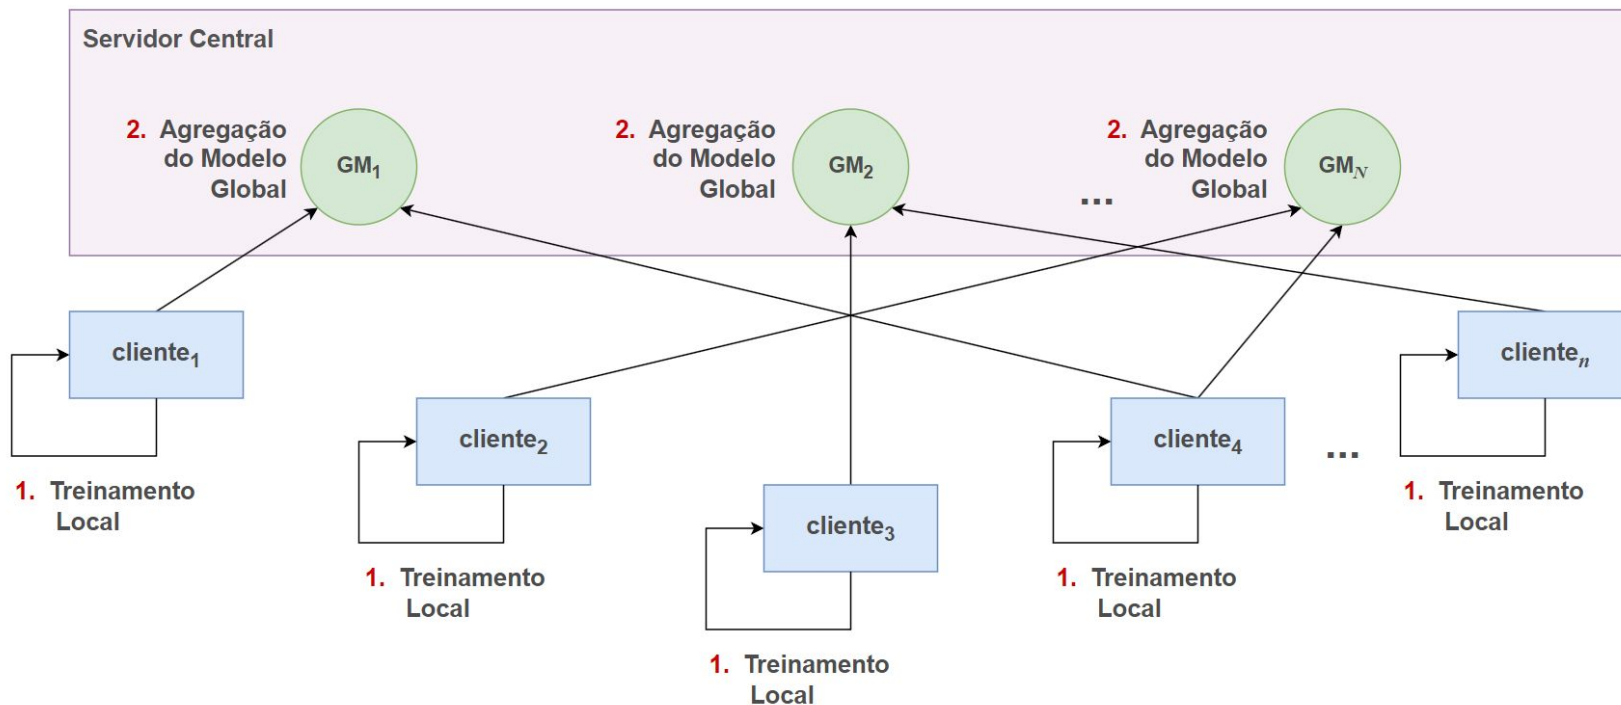 Servidor Central
2. Agregação
do Modelo
Global
GM1
2. Agregação
do Modelo
Global
GM2
...
2. Agregação
do Modelo
Global
GMN
cliente1
1. Treinamento
Local
cliente2
1. Treinamento
Local
cliente3
1. Treinamento
Local
cliente4
1. Treinamento
Local
...
clienten
1. Treinamento
Local